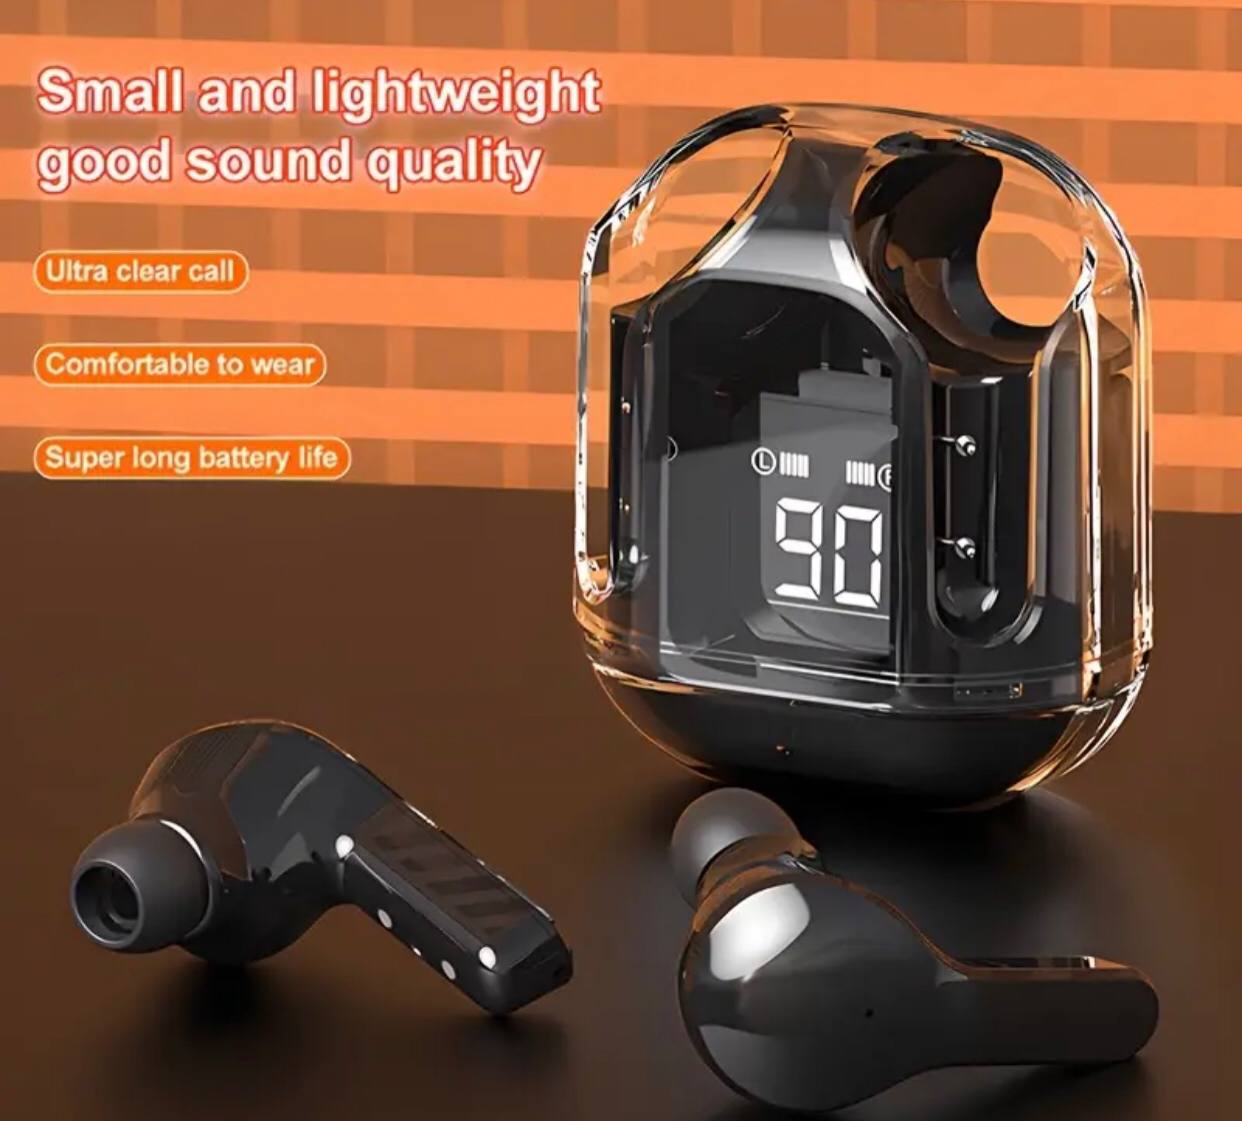 Small and lightweight
good sound quality
Ultra clear call
Comfortable to wear
Super long battery life
L R
90